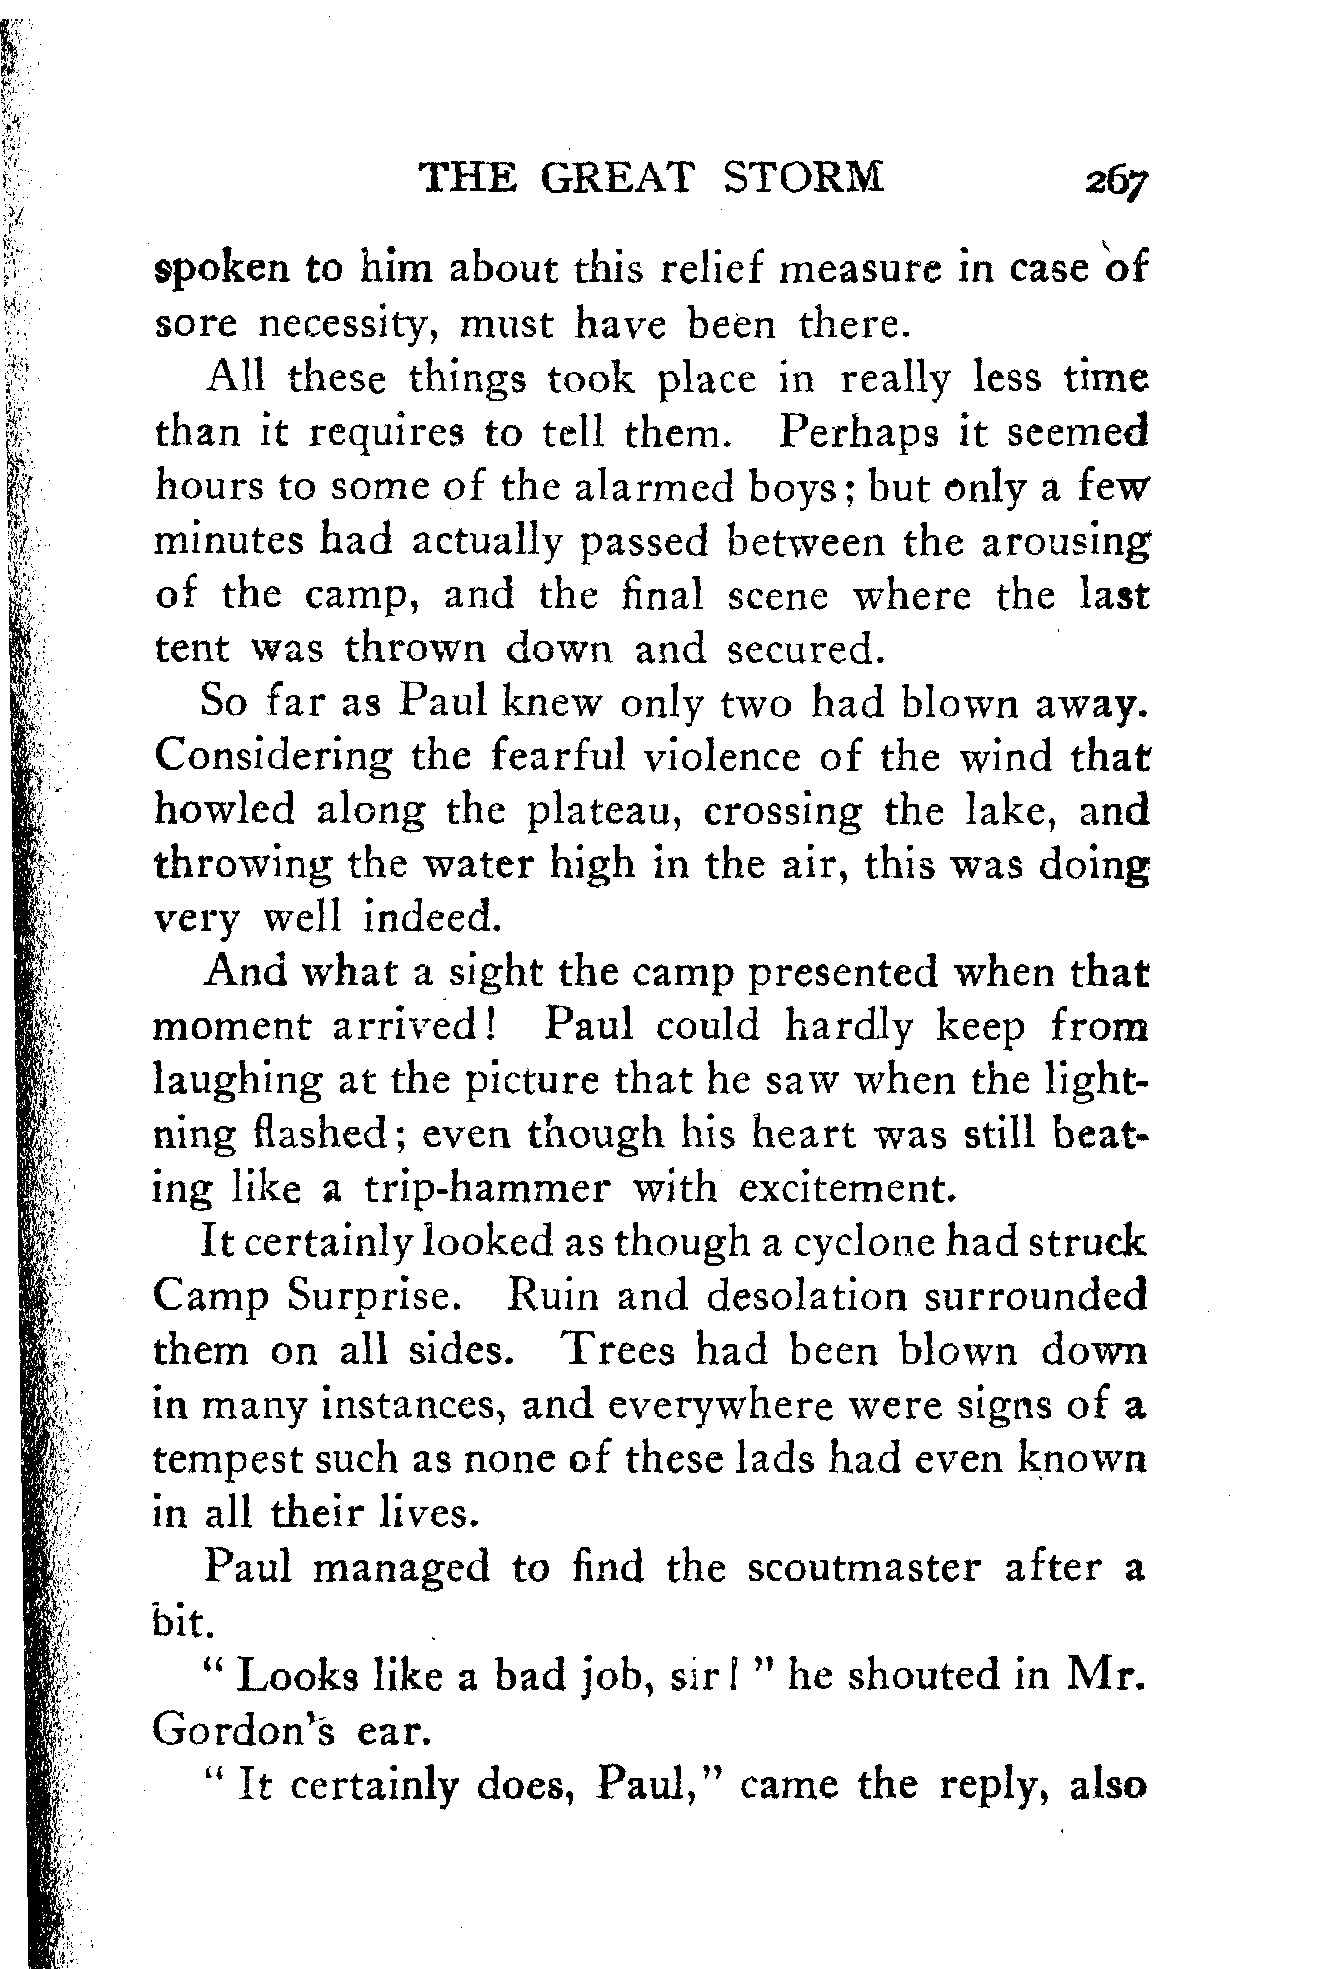 THE GREAT STORM 267
spoken to him about this relief measure in case of
sore necessity, must have been there.
All these things took place in really less time
than it requires to tell them. Perhaps it seemed
hours to some of the alarmed boys; but only a few
minutes had actually passed between the arousing
of the camp, and the final scene where the last
tent was thrown down and secured.
So far as Paul knew only two had blown away.
Considering the fearful violence of the wind that
howled along the plateau, crossing the lake, and
throwing the water high in the air, this was doing
very well indeed.
And what a sight the camp presented when that
moment arrived! Paul could hardly keep from
laughing at the picture that he saw when the light-
ning flashed; even though his heart was still beat-
ing like a trip-hammer with excitement.
It certainly looked as though a cyclone had struck
Camp Surprise. Ruin and desolation surrounded
them on all sides. Trees had been blown down
in many instances, and everywhere were signs of a
tempest such as none of these lads had even known
in all their lives.
Paul managed to find the scoutmaster after a
bit.
“ Looks like a bad job, sir! ” he shouted in Mr.
Gordon’s ear.
“ It certainly does, Paul,” came the reply, also